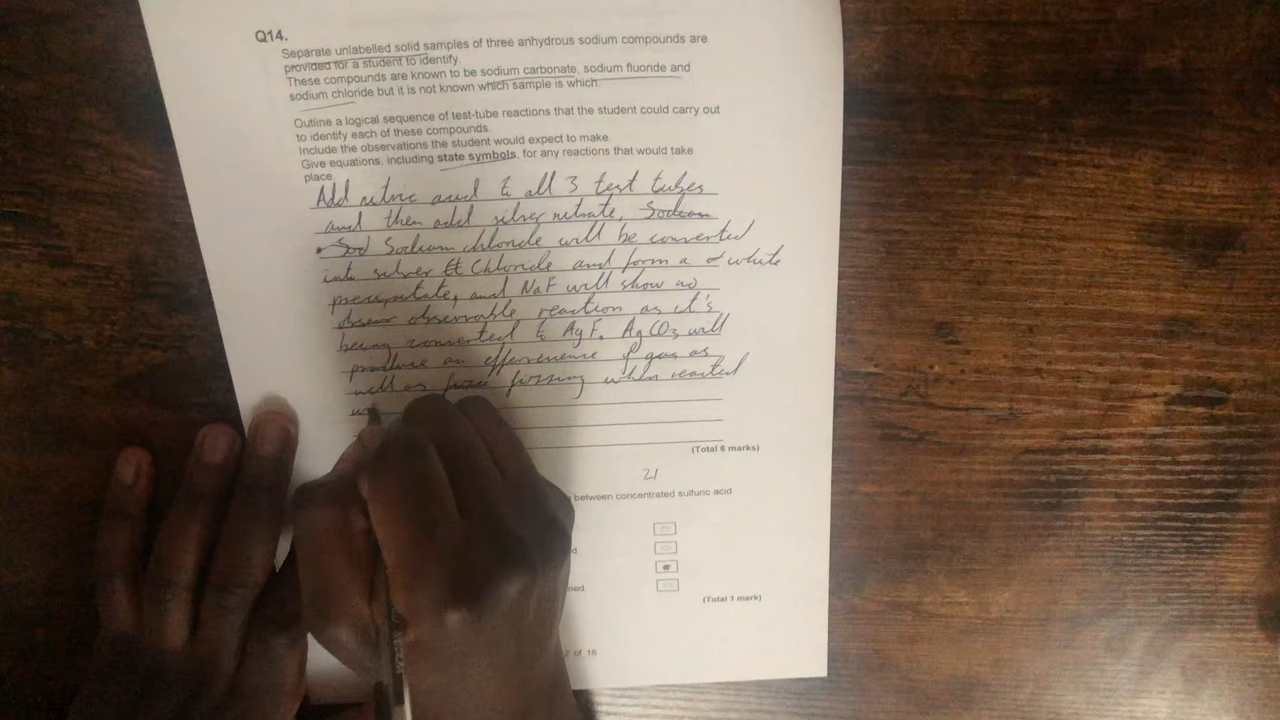 Q14.
Separate unlabelled solid samples of three anhydrous sodium compounds are
provided for a student to identify.
These compounds are known to be sodium carbonate, sodium fluoride and
sodium chloride but it is not known which sample is which.
Outline a logical sequence of test-tube reactions that the student could carry out
to identify each of these compounds.
Include the observations the student would expect to make.
Give equations, including state symbols, for any reactions that would take
place.
Add nitric acid to all 3 test tubes
and then add silver nitrate, Sodium
Sod Sodium chloride will be converted
into silver Chloride and form a white
precipitate, and NaF will show no
observable reaction as it's
being converted to AgF. AgCO3 will
produce an effervesence of gas as
well as fizzing when reacted
(Total 6 marks)
21
between concentrated sulfuric acid
d
ned
(Total 1 mark)
of 18